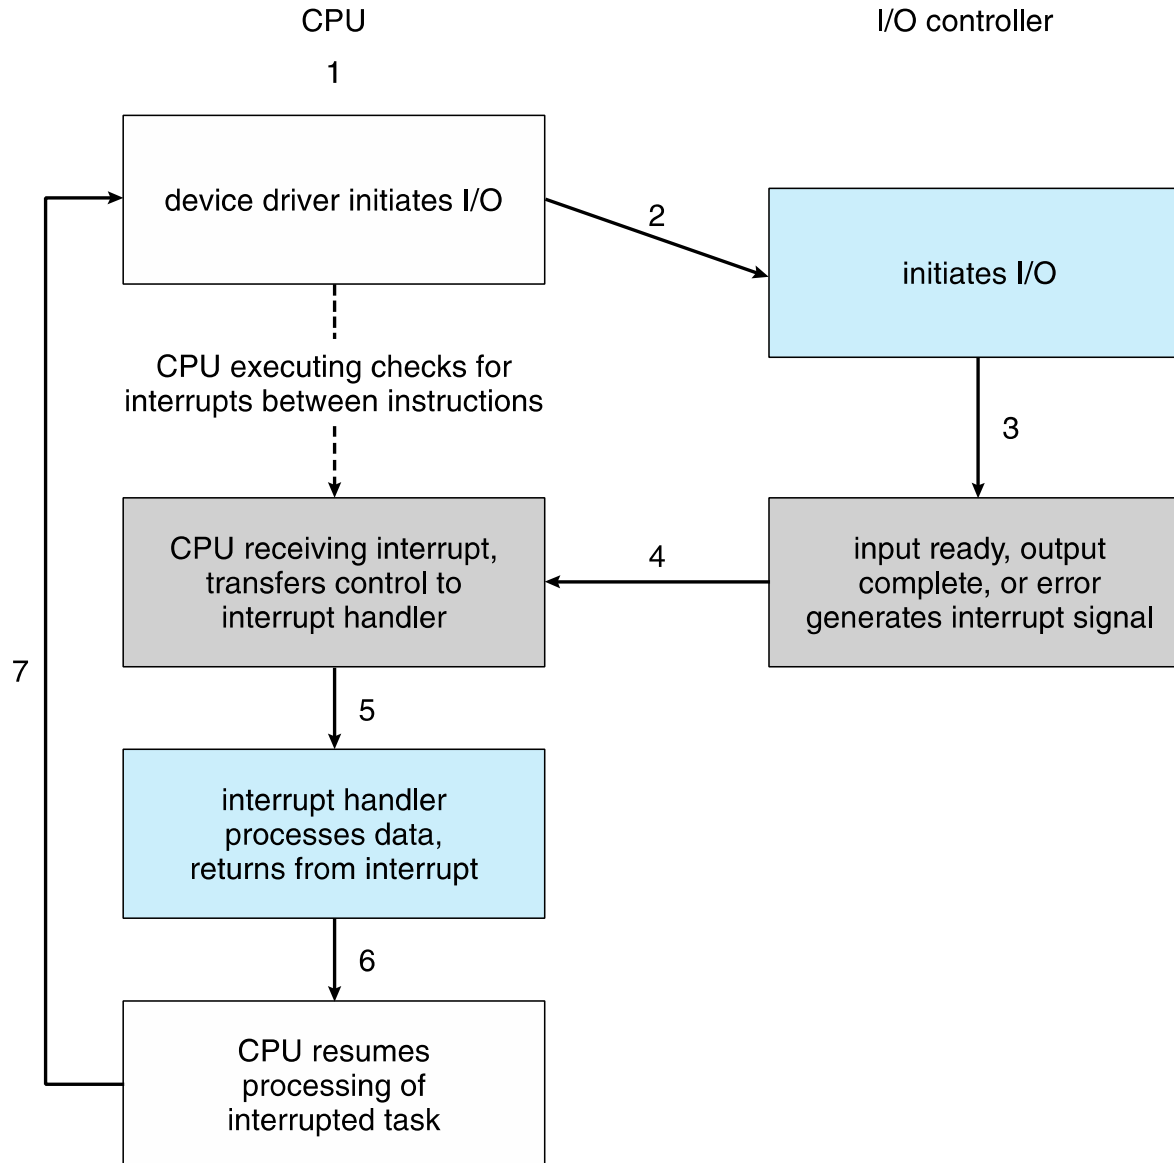 CPU
I/O controller
1
device driver initiates I/O
2
initiates I/O
CPU executing checks for
interrupts between instructions
3
CPU receiving interrupt,
transfers control to
interrupt handler
4
input ready, output
complete, or error
generates interrupt signal
7
5
interrupt handler
processes data,
returns from interrupt
6
CPU resumes
processing of
interrupted task